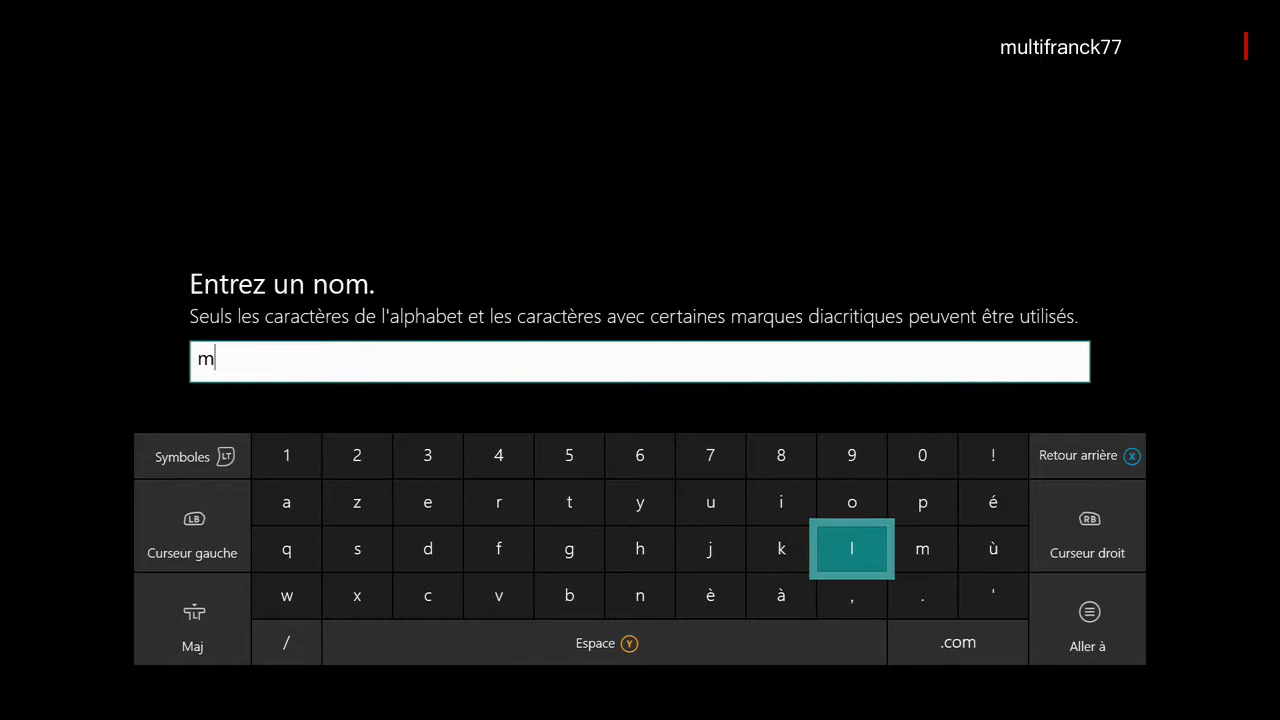 multifranck77
Entrez un nom.
Seuls les caractères de l'alphabet et les caractères avec certaines marques diacritiques peuvent être utilisés.
m
Symboles LT 1 2 3 4 5 6 7 8 9 0 ! Retour arrière X
a z e r t y u i o p é
LB Curseur gauche q s d f g h j k l m ù RB Curseur droit
w x c v b n è à , . '
LT Maj / Espace Y .com Aller à